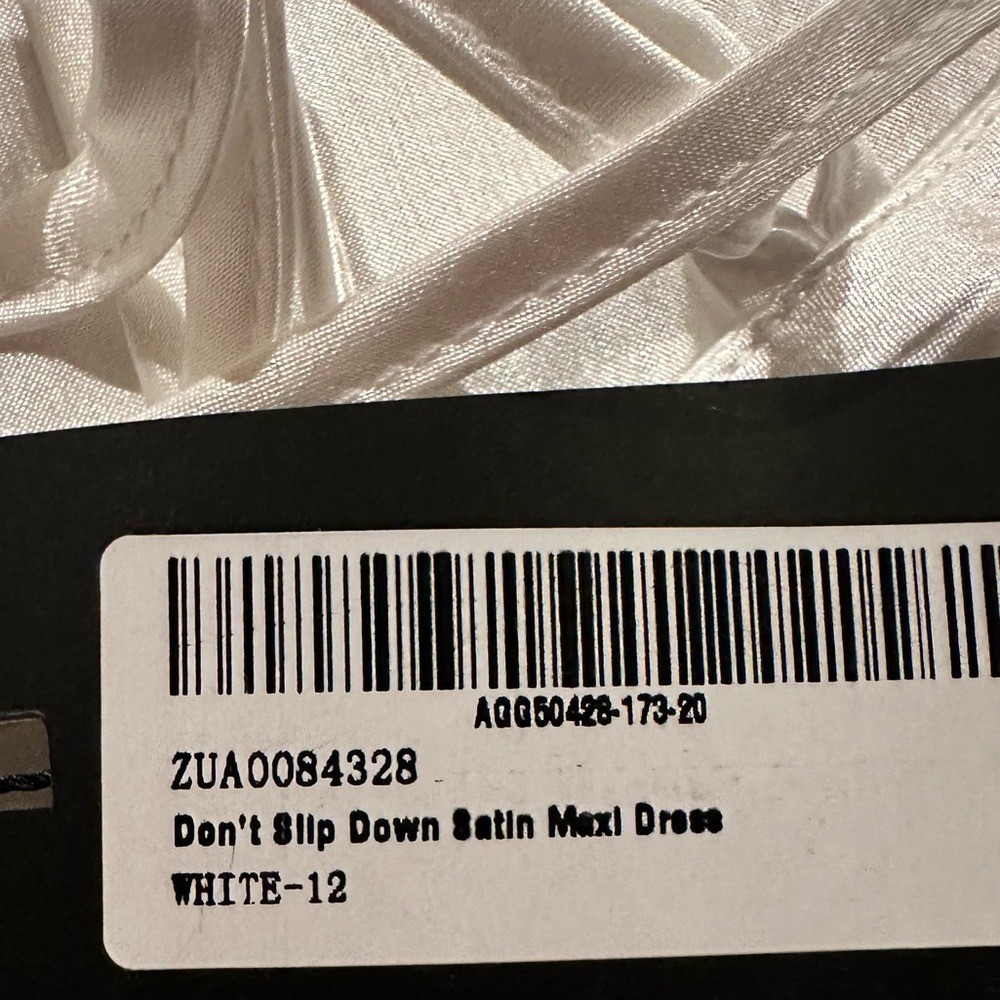 AGG50428-173-20
ZUA0084328
Don't Slip Down Satin Maxi Dress
WHITE-12